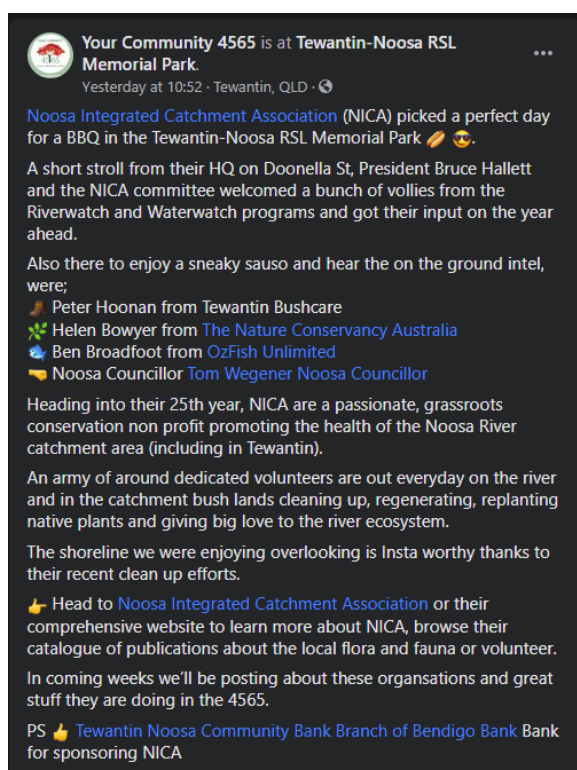 Your Community 4565 is at Tewantin-Noosa RSL
Memorial Park.
Yesterday at 10:52 · Tewantin, QLD ·
Noosa Integrated Catchment Association (NICA) picked a perfect day
for a BBQ in the Tewantin-Noosa RSL Memorial Park 🌭 😎.
A short stroll from their HQ on Doonella St, President Bruce Hallett
and the NICA committee welcomed a bunch of vollies from the
Riverwatch and Waterwatch programs and got their input on the year
ahead.
Also there to enjoy a sneaky sauso and hear the on the ground intel,
were;
Peter Hoonan from Tewantin Bushcare
🌿 Helen Bowyer from The Nature Conservancy Australia
🐟 Ben Broadfoot from OzFish Unlimited
🤜 Noosa Councillor Tom Wegener Noosa Councillor
Heading into their 25th year, NICA are a passionate, grassroots
conservation non profit promoting the health of the Noosa River
catchment area (including in Tewantin).
An army of around dedicated volunteers are out everyday on the river
and in the catchment bush lands cleaning up, regenerating, replanting
native plants and giving big love to the river ecosystem.
The shoreline we were enjoying overlooking is Insta worthy thanks to
their recent clean up efforts.
👉 Head to Noosa Integrated Catchment Association or their
comprehensive website to learn more about NICA, browse their
catalogue of publications about the local flora and fauna or volunteer.
In coming weeks we'll be posting about these organsations and great
stuff they are doing in the 4565.
PS 👍 Tewantin Noosa Community Bank Branch of Bendigo Bank Bank
for sponsoring NICA